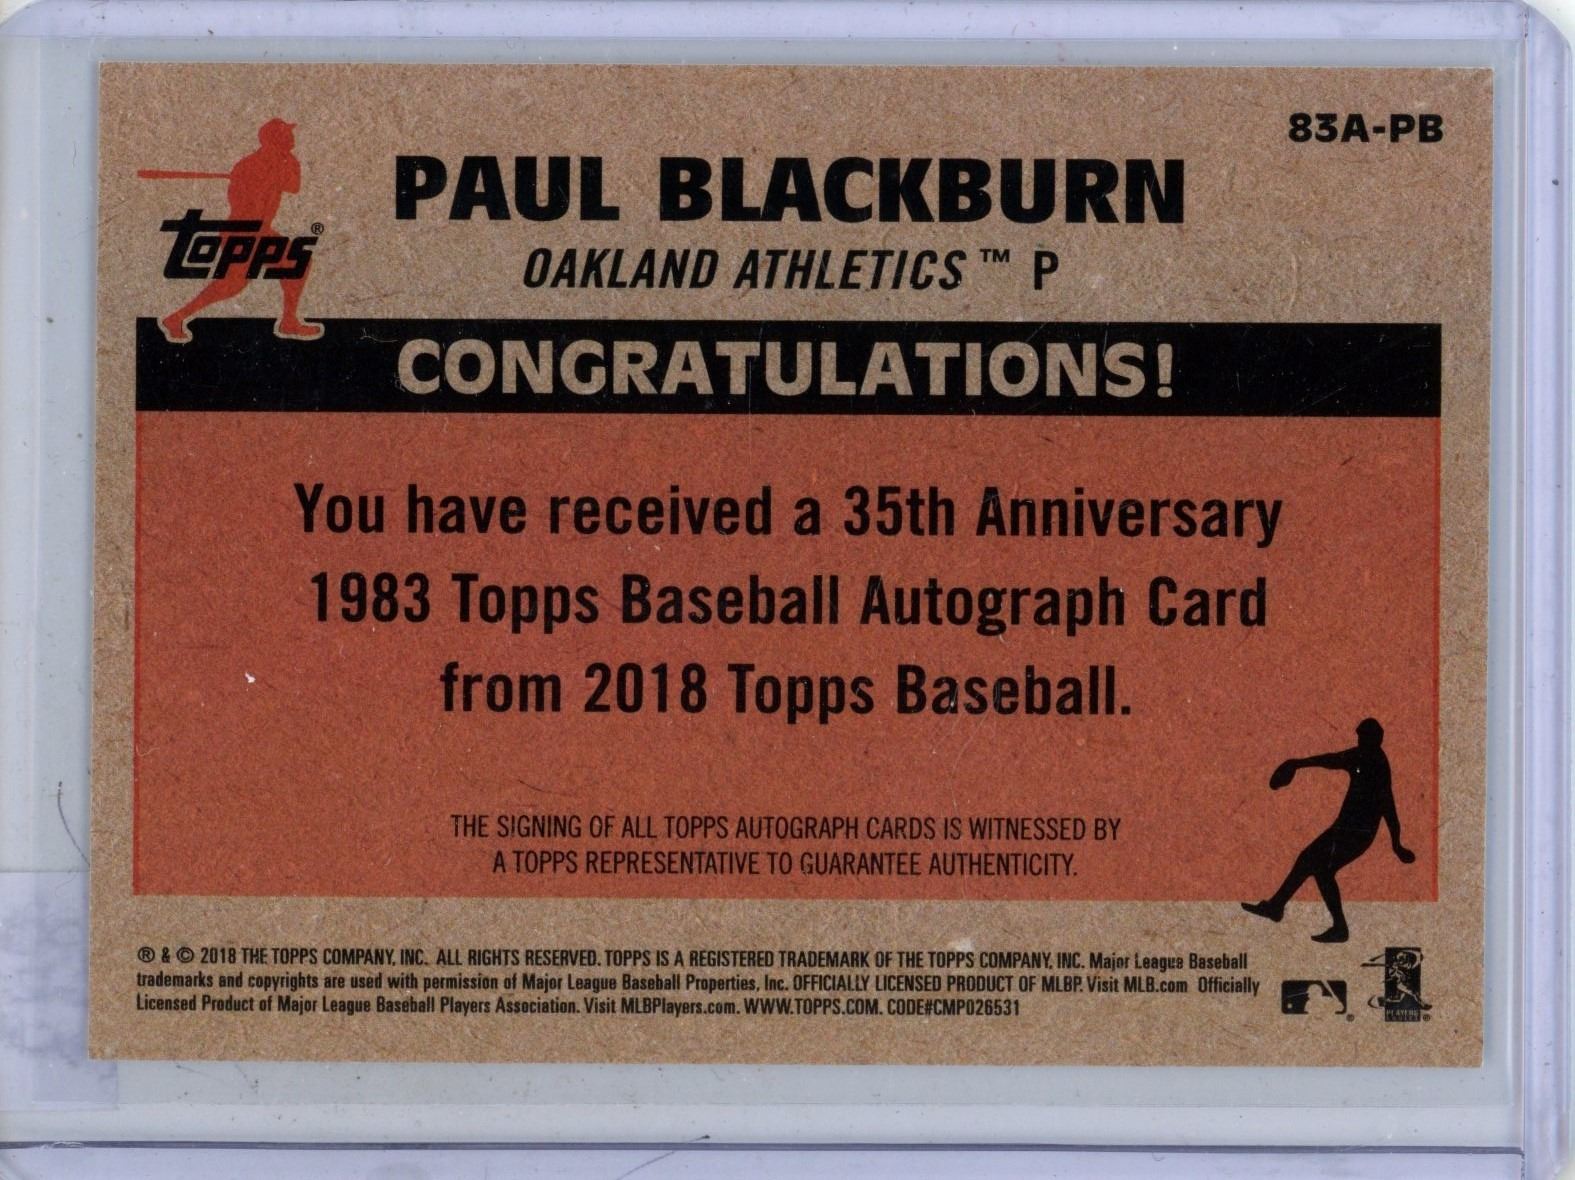 83A-PB
topps®
PAUL BLACKBURN
OAKLAND ATHLETICS™ P
CONGRATULATIONS!
You have received a 35th Anniversary
1983 Topps Baseball Autograph Card
from 2018 Topps Baseball.
THE SIGNING OF ALL TOPPS AUTOGRAPH CARDS IS WITNESSED BY
A TOPPS REPRESENTATIVE TO GUARANTEE AUTHENTICITY.
® & © 2018 THE TOPPS COMPANY, INC. ALL RIGHTS RESERVED. TOPPS IS A REGISTERED TRADEMARK OF THE TOPPS COMPANY, INC. Major League Baseball
trademarks and copyrights are used with permission of Major League Baseball Properties, Inc. OFFICIALLY LICENSED PRODUCT OF MLBP. Visit MLB.com Officially
Licensed Product of Major League Baseball Players Association. Visit MLBPlayers.com. WWW.TOPPS.COM. CODE#CMP026531
PLAYERS